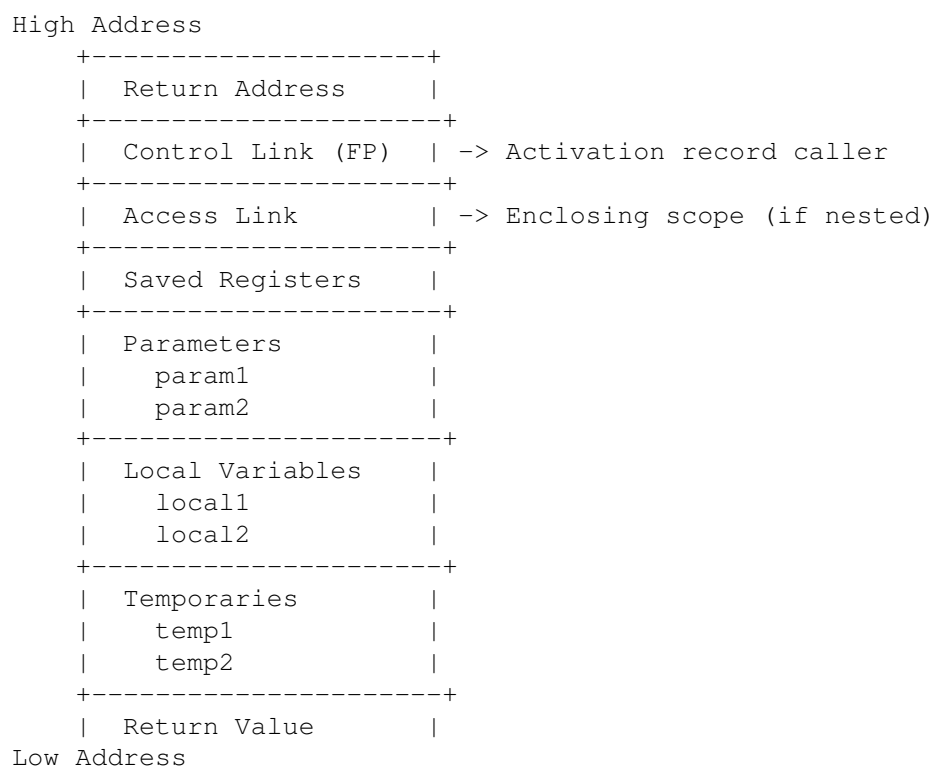 High Address
    +---------------------+
    |  Return Address     |
    +----------------------+
    |  Control Link (FP)  | -> Activation record caller
    +----------------------+
    |  Access Link         | -> Enclosing scope (if nested)
    +----------------------+
    |  Saved Registers    |
    +----------------------+
    |  Parameters         |
    |    param1           |
    |    param2           |
    +----------------------+
    |  Local Variables    |
    |    local1           |
    |    local2           |
    +----------------------+
    |  Temporaries        |
    |    temp1            |
    |    temp2            |
    +----------------------+
    |  Return Value       |
Low Address